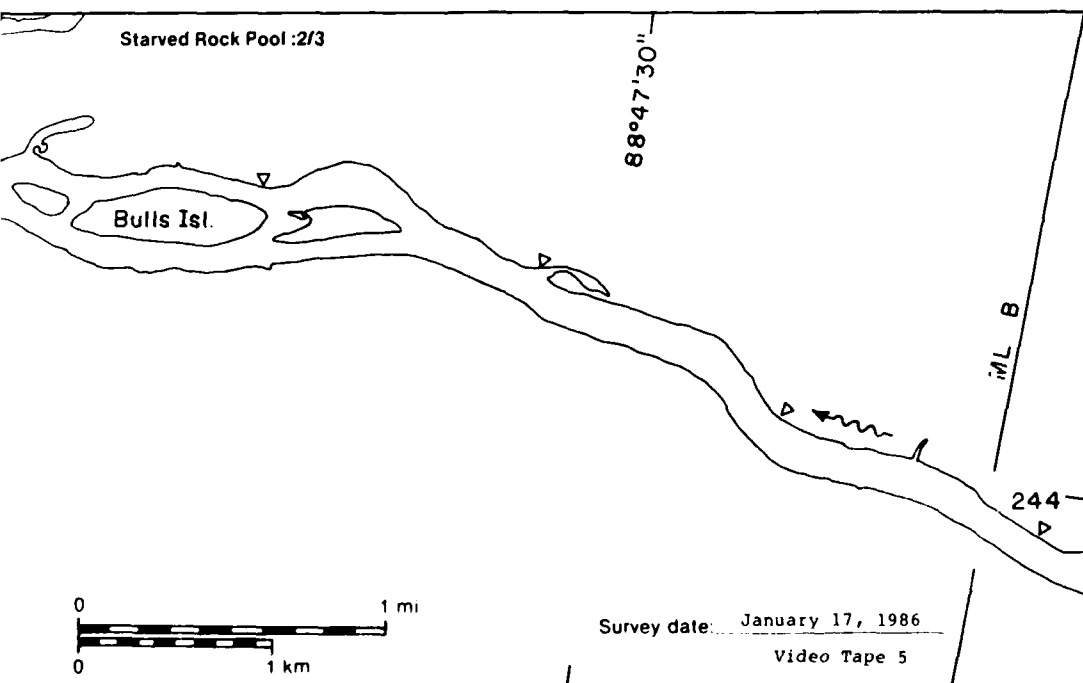 Starved Rock Pool :2/3
88°47'30"
Bulls Isl.
ML B
244
0 1 mi
0 1 km
Survey date: January 17, 1986
Video Tape 5